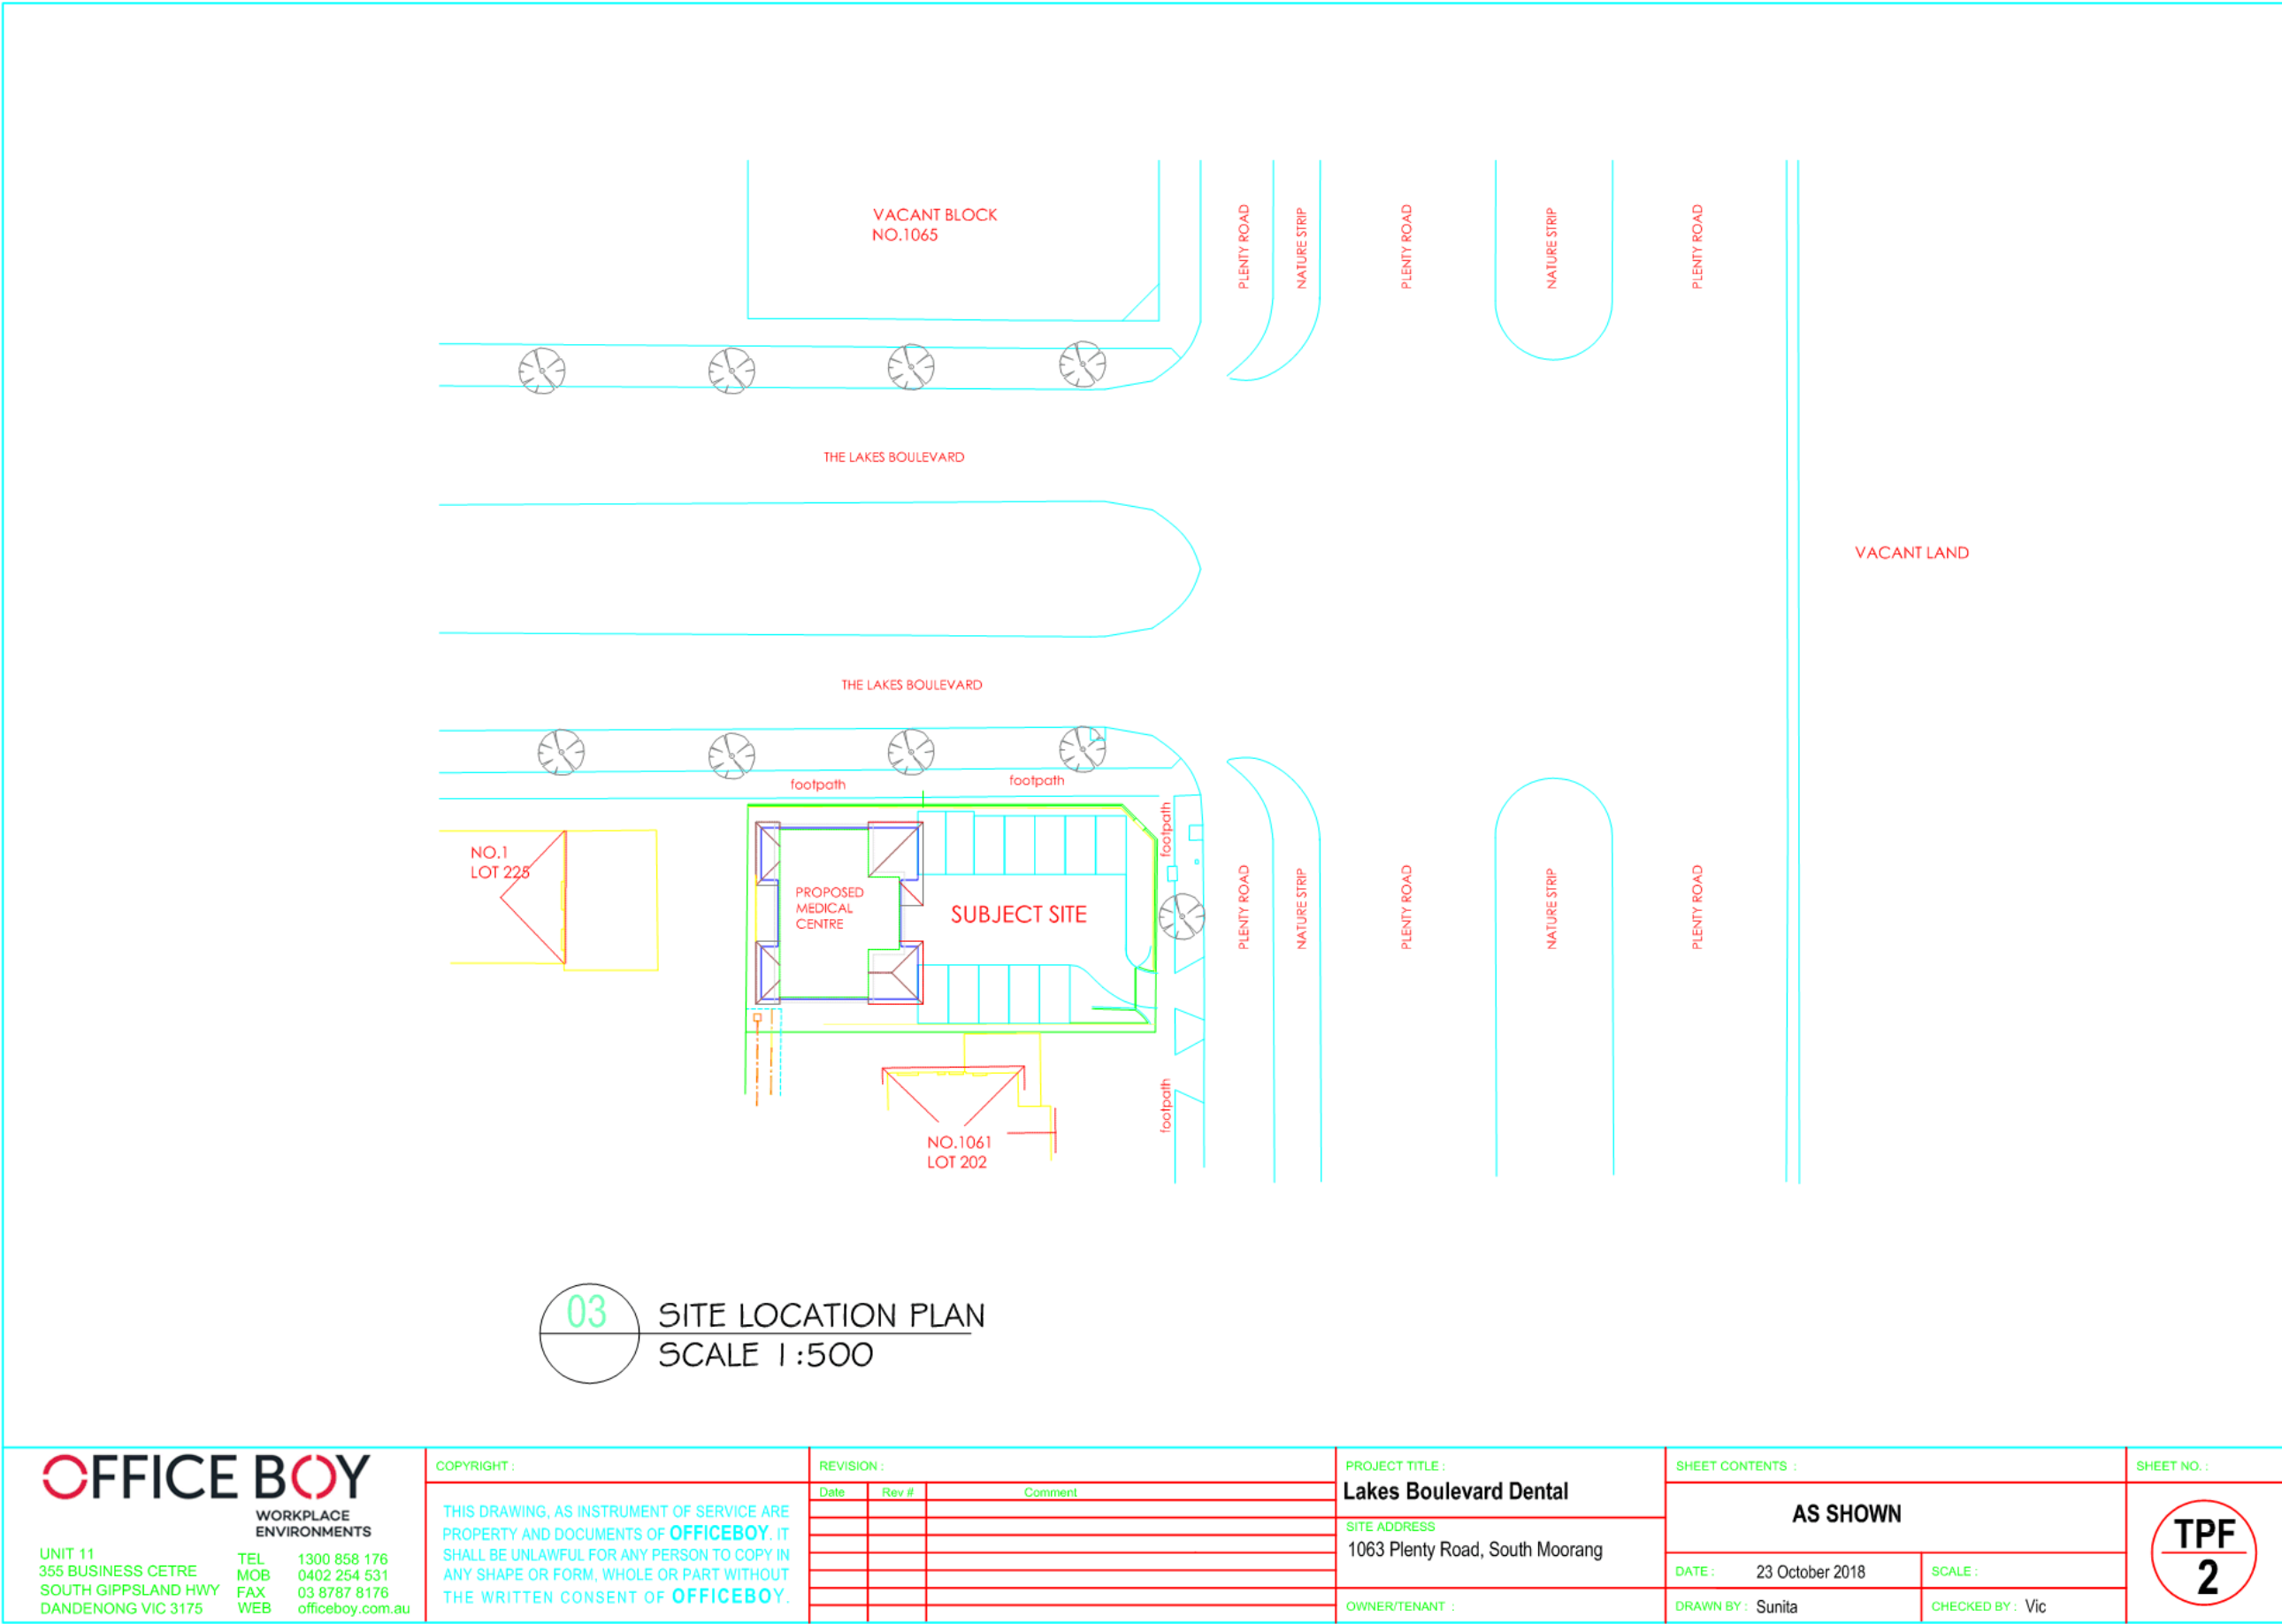 VACANT BLOCK
NO.1065
PLENTY ROAD
NATURE STRIP
PLENTY ROAD
NATURE STRIP
PLENTY ROAD
THE LAKES BOULEVARD
VACANT LAND
THE LAKES BOULEVARD
footpath
footpath
footpath
NO.1
LOT 225
PROPOSED
MEDICAL
CENTRE
SUBJECT SITE
PLENTY ROAD
NATURE STRIP
PLENTY ROAD
NATURE STRIP
PLENTY ROAD
footpath
NO.1061
LOT 202
03
SITE LOCATION PLAN
SCALE 1:500
OFFICE BOY
WORKPLACE
ENVIRONMENTS
UNIT 11
355 BUSINESS CETRE
SOUTH GIPPSLAND HWY
DANDENONG VIC 3175
TEL 1300 858 176
MOB 0402 254 531
FAX 03 8787 8176
WEB officeboy.com.au
COPYRIGHT :
THIS DRAWING, AS INSTRUMENT OF SERVICE ARE
PROPERTY AND DOCUMENTS OF OFFICEBOY. IT
SHALL BE UNLAWFUL FOR ANY PERSON TO COPY IN
ANY SHAPE OR FORM, WHOLE OR PART WITHOUT
THE WRITTEN CONSENT OF OFFICEBOY.
REVISION :
Date Rev # Comment
PROJECT TITLE :
Lakes Boulevard Dental
SITE ADDRESS
1063 Plenty Road, South Moorang
OWNER/TENANT :
SHEET CONTENTS :
AS SHOWN
DATE : 23 October 2018
SCALE :
DRAWN BY : Sunita
CHECKED BY : Vic
SHEET NO. :
TPF
2